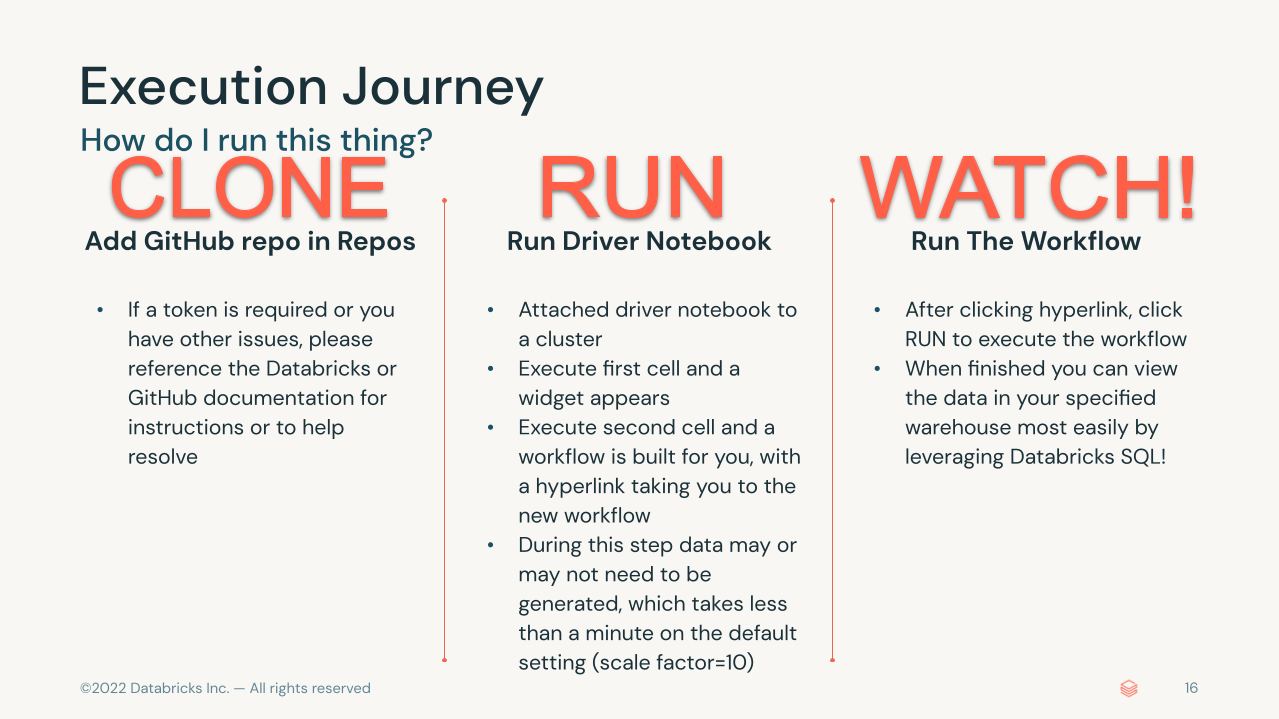 Execution Journey
How do I run this thing?
CLONE
Add GitHub repo in Repos
• If a token is required or you
have other issues, please
reference the Databricks or
GitHub documentation for
instructions or to help
resolve
RUN
Run Driver Notebook
• Attached driver notebook to
a cluster
• Execute first cell and a
widget appears
• Execute second cell and a
workflow is built for you, with
a hyperlink taking you to the
new workflow
• During this step data may or
may not need to be
generated, which takes less
than a minute on the default
setting (scale factor=10)
WATCH!
Run The Workflow
• After clicking hyperlink, click
RUN to execute the workflow
• When finished you can view
the data in your specified
warehouse most easily by
leveraging Databricks SQL!
©2022 Databricks Inc. — All rights reserved
16